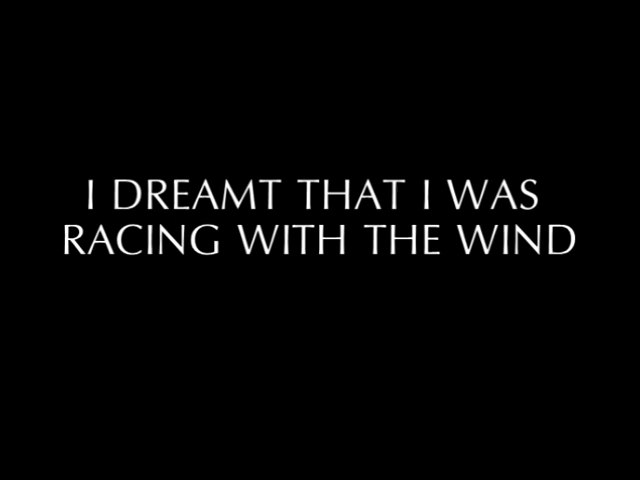 I DREAMT THAT I WAS
RACING WITH THE WIND